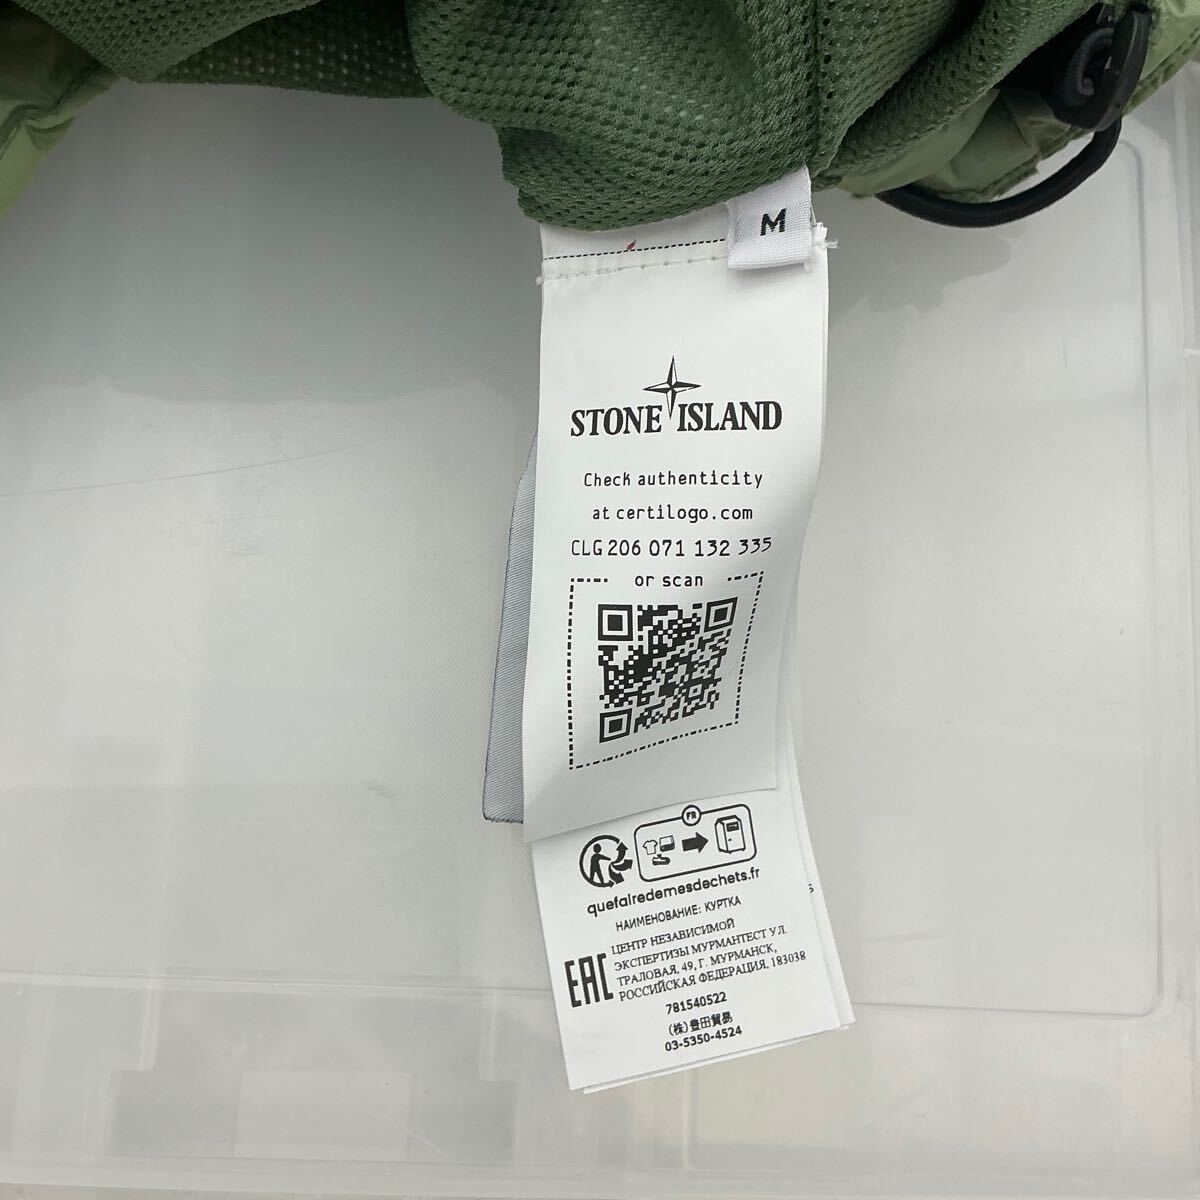 M
STONE ISLAND
Check authenticity
at certilogo.com
CLG 206 071 132 335
or scan
FR
quefairedemesdechets.fr
НАИМЕНОВАНИЕ: КУРТКА
ЦЕНТР НЕЗАВИСИМОЙ
ЭКСПЕРТИЗЫ МУРМАНТЕСТ УЛ.
ТРАЛОВАЯ, 49, Г. МУРМАНСК,
РОССИЙСКАЯ ФЕДЕРАЦИЯ, 183038
EAC
781540522
(株)豊田貿易
03-5350-4524